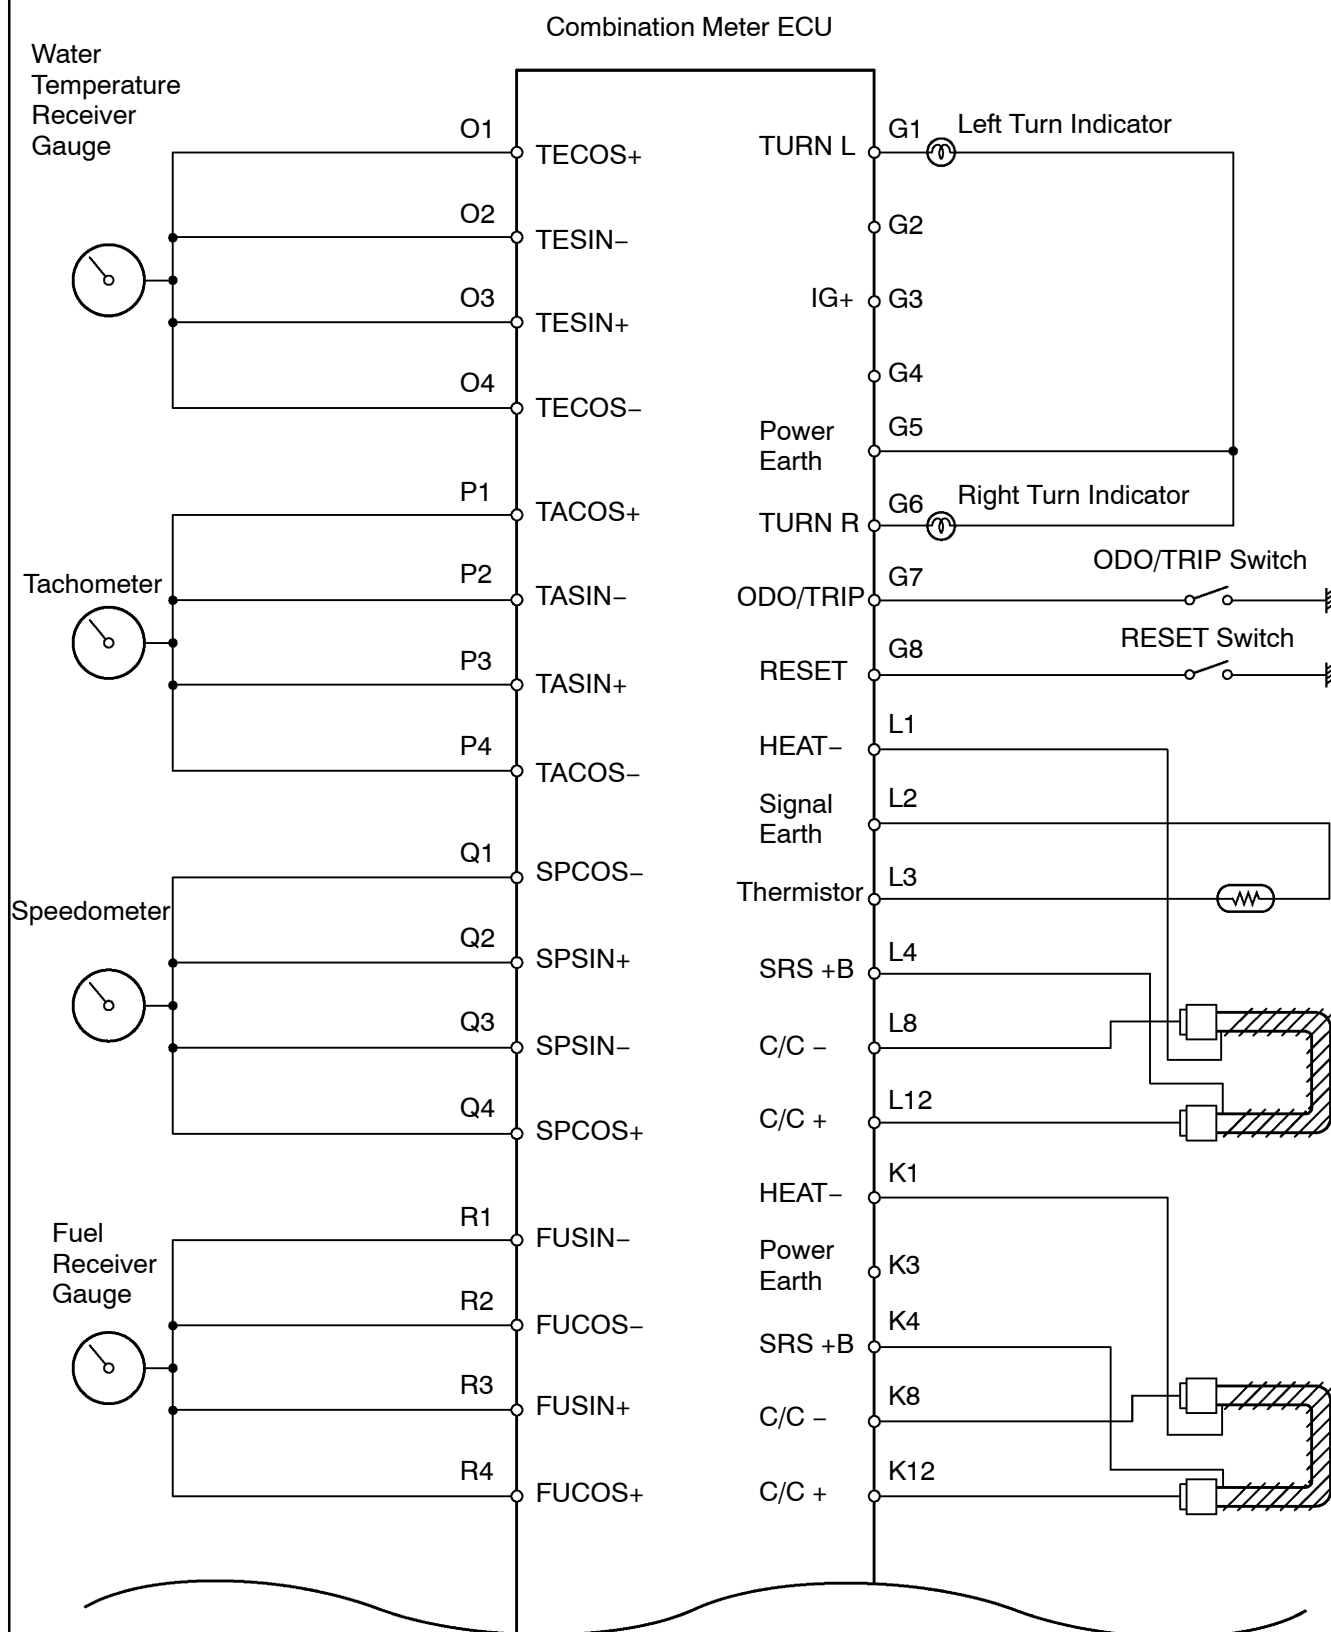 Combination Meter ECU
Water
Temperature
Receiver
Gauge
O1
TECOS+
O2
TESIN−
O3
TESIN+
O4
TECOS−
P1
TACOS+
Tachometer
P2
TASIN−
P3
TASIN+
P4
TACOS−
Q1
SPCOS−
Speedometer
Q2
SPSIN+
Q3
SPSIN−
Q4
SPCOS+
Fuel
Receiver
Gauge
R1
FUSIN−
R2
FUCOS−
R3
FUSIN+
R4
FUCOS+
TURN L
G1
Left Turn Indicator
G2
IG+
G3
G4
Power
Earth
G5
TURN R
G6
Right Turn Indicator
ODO/TRIP
G7
ODO/TRIP Switch
RESET
G8
RESET Switch
HEAT−
L1
Signal
Earth
L2
Thermistor
L3
SRS +B
L4
C/C −
L8
C/C +
L12
HEAT−
K1
Power
Earth
K3
SRS +B
K4
C/C −
K8
C/C +
K12